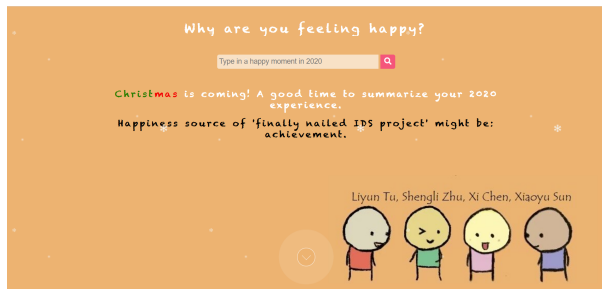 Why are you feeling happy?
Type in a happy moment in 2020
Christmas is coming! A good time to summarize your 2020
experience.
Happiness source of 'finally nailed IDS project' might be:
achievement.
Liyun Tu, Shengli Zhu, Xi Chen, Xiaoyu Sun